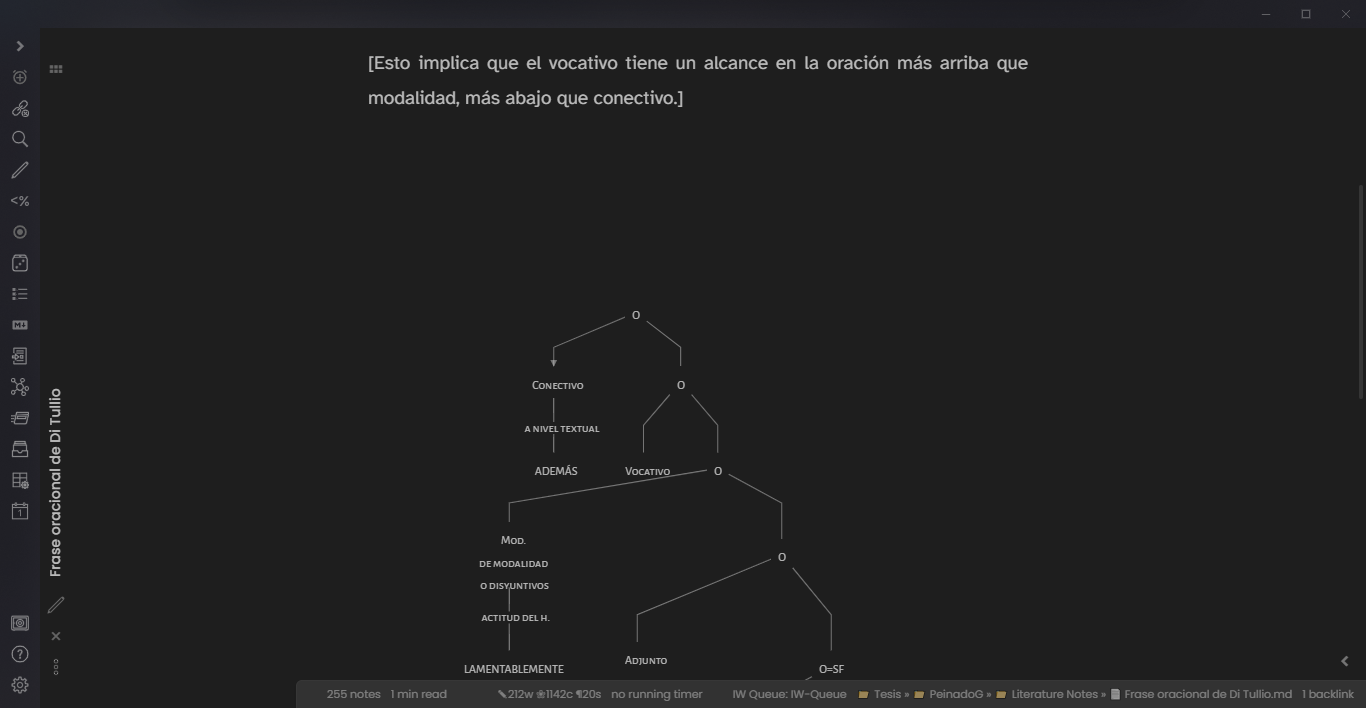 [Esto implica que el vocativo tiene un alcance en la oración más arriba que
modalidad, más abajo que conectivo.]
O
CONECTIVO
O
A NIVEL TEXTUAL
ADEMÁS
VOCATIVO
O
MOD.
DE MODALIDAD
O DISYUNTIVOS
ACTITUD DEL H.
LAMENTABLEMENTE
O
ADJUNTO
O=SF
<%
M↓
1
Frase oracional de Di Tullio
255 notes 1 min read
212w 1142c ¶20s
no running timer
IW Queue: IW-Queue
Tesis » PeinadoG » Literature Notes » Frase oracional de Di Tullio.md
1 backlink